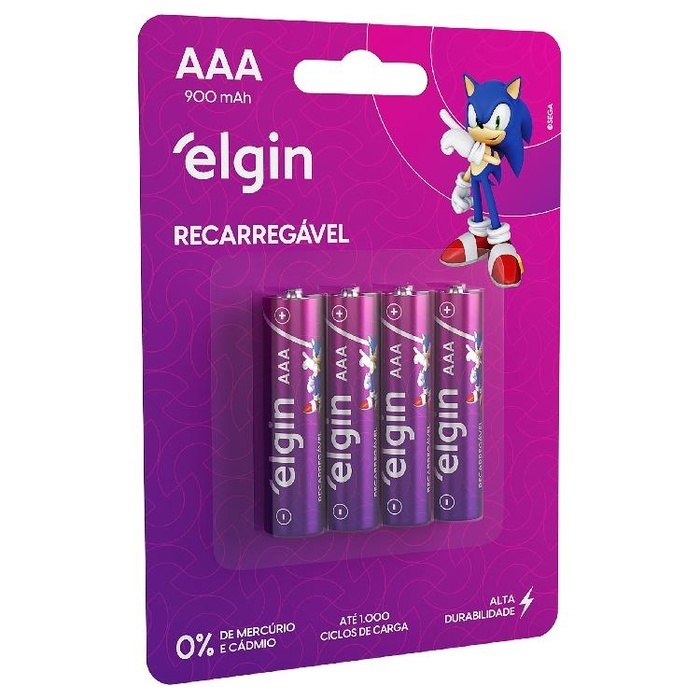 AAA
900 mAh
©SEGA
elgin
RECARREGÁVEL
+ AAA elgin RECARREGÁVEL -
+ AAA elgin RECARREGÁVEL -
+ AAA elgin RECARREGÁVEL -
+ AAA elgin RECARREGÁVEL -
0% DE MERCÚRIO
E CÁDMIO
ATÉ 1.000
CICLOS DE CARGA
ALTA
DURABILIDADE